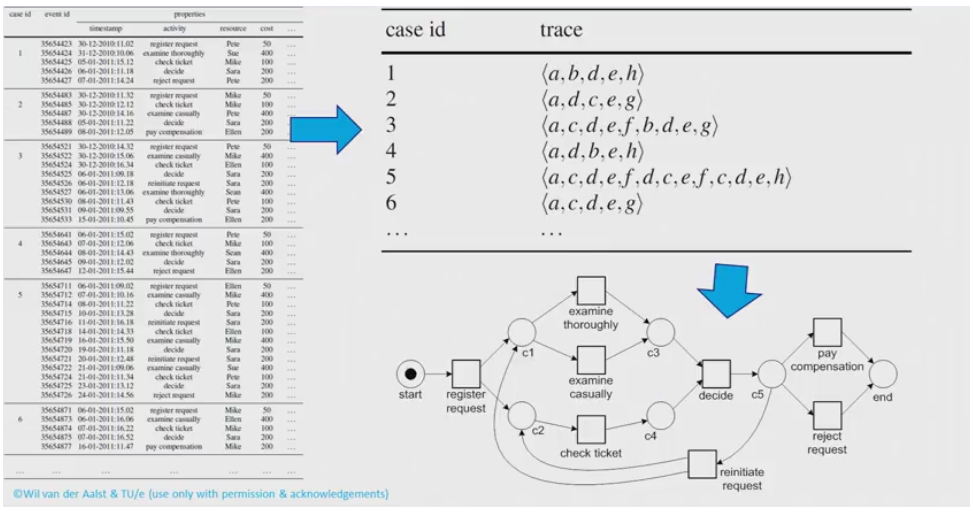 case id event id properties
timestamp activity resource cost ...
35654423 30-12-2010:11.02 register request Pete 50 ...
1 35654424 31-12-2010:10.06 examine thoroughly Sue 400 ...
35654425 05-01-2011:15.12 check ticket Mike 100 ...
35654426 06-01-2011:11.18 decide Sara 200 ...
35654427 07-01-2011:14.24 reject request Pete 200 ...
35654483 30-12-2010:11.32 register request Mike 50 ...
2 35654485 30-12-2010:12.12 check ticket Mike 100 ...
35654487 30-12-2010:14.16 examine casually Pete 400 ...
35654488 05-01-2011:11.22 decide Sara 200 ...
35654489 08-01-2011:12.05 pay compensation Ellen 200 ...
35654521 30-12-2010:14.32 register request Pete 50 ...
3 35654522 30-12-2010:15.06 examine casually Mike 400 ...
35654524 30-12-2010:16.34 check ticket Ellen 100 ...
35654525 06-01-2011:09.18 decide Sara 200 ...
35654526 06-01-2011:12.18 reinitiate request Sara 200 ...
35654527 06-01-2011:13.06 examine thoroughly Sean 400 ...
35654530 08-01-2011:11.43 check ticket Pete 100 ...
35654531 09-01-2011:09.55 decide Sara 200 ...
35654533 15-01-2011:10.45 pay compensation Ellen 200 ...
35654641 06-01-2011:15.02 register request Pete 50 ...
4 35654643 07-01-2011:12.06 check ticket Mike 100 ...
35654644 08-01-2011:14.43 examine thoroughly Sean 400 ...
35654645 09-01-2011:12.02 decide Sara 200 ...
35654647 12-01-2011:15.44 reject request Ellen 200 ...
35654711 06-01-2011:09.02 register request Ellen 50 ...
5 35654712 07-01-2011:10.16 examine casually Mike 400 ...
35654714 08-01-2011:11.22 check ticket Pete 100 ...
35654715 10-01-2011:13.28 decide Sara 200 ...
35654716 11-01-2011:16.18 reinitiate request Sara 200 ...
35654718 14-01-2011:14.33 check ticket Ellen 100 ...
35654719 16-01-2011:15.50 examine casually Mike 400 ...
35654720 19-01-2011:11.18 decide Sara 200 ...
35654721 20-01-2011:12.48 reinitiate request Sara 200 ...
35654722 21-01-2011:09.06 examine casually Sue 400 ...
35654724 21-01-2011:11.34 check ticket Pete 100 ...
35654725 23-01-2011:13.12 decide Sara 200 ...
35654726 24-01-2011:14.56 reject request Mike 200 ...
35654871 06-01-2011:15.02 register request Mike 50 ...
6 35654873 06-01-2011:16.06 examine casually Ellen 400 ...
35654874 07-01-2011:16.22 check ticket Mike 100 ...
35654875 07-01-2011:16.52 decide Sara 200 ...
35654877 16-01-2011:11.47 pay compensation Mike 200 ...
... ... ... ... ... ... ...
©Wil van der Aalst & TU/e (use only with permission & acknowledgements)
case id trace
1 ⟨a,b,d,e,h⟩
2 ⟨a,d,c,e,g⟩
3 ⟨a,c,d,e,f,b,d,e,g⟩
4 ⟨a,d,b,e,h⟩
5 ⟨a,c,d,e,f,d,c,e,f,c,d,e,h⟩
6 ⟨a,c,d,e,g⟩
... ...
start
register
request
c1
c2
examine
thoroughly
examine
casually
check ticket
c3
c4
decide
c5
pay
compensation
reject
request
end
reinitiate
request